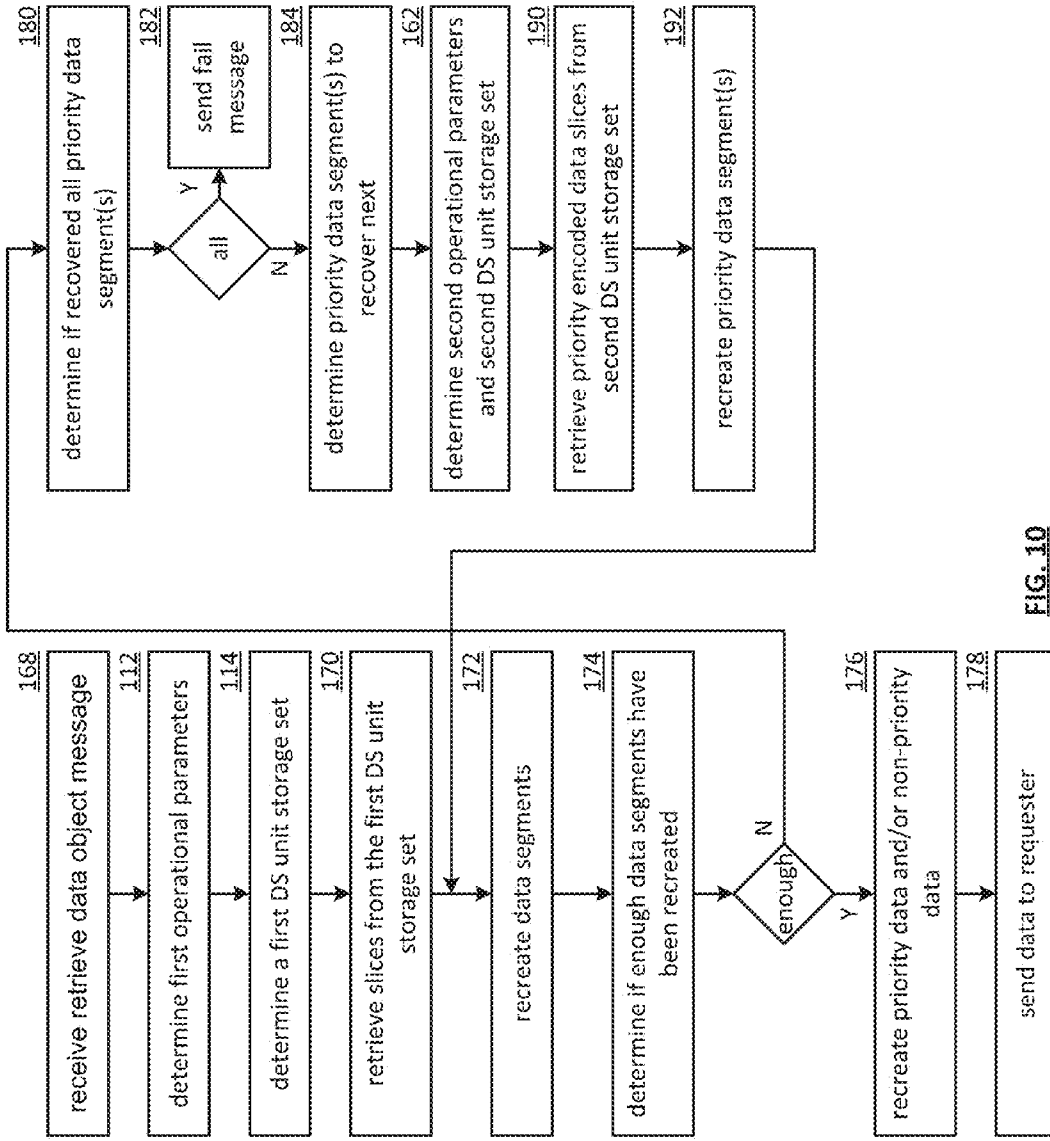 168
receive retrieve data object message
112
determine first operational parameters
114
determine a first DS unit storage set
170
retrieve slices from the first DS unit
storage set
172
recreate data segments
174
determine if enough data segments have
been recreated
enough
N
Y
176
recreate priority data and/or non-priority
data
178
send data to requester
180
determine if recovered all priority data
segment(s)
all
Y
N
182
send fail
message
184
determine priority data segment(s) to
recover next
162
determine second operational parameters
and second DS unit storage set
190
retrieve priority encoded data slices from
second DS unit storage set
192
recreate priority data segment(s)
FIG. 10